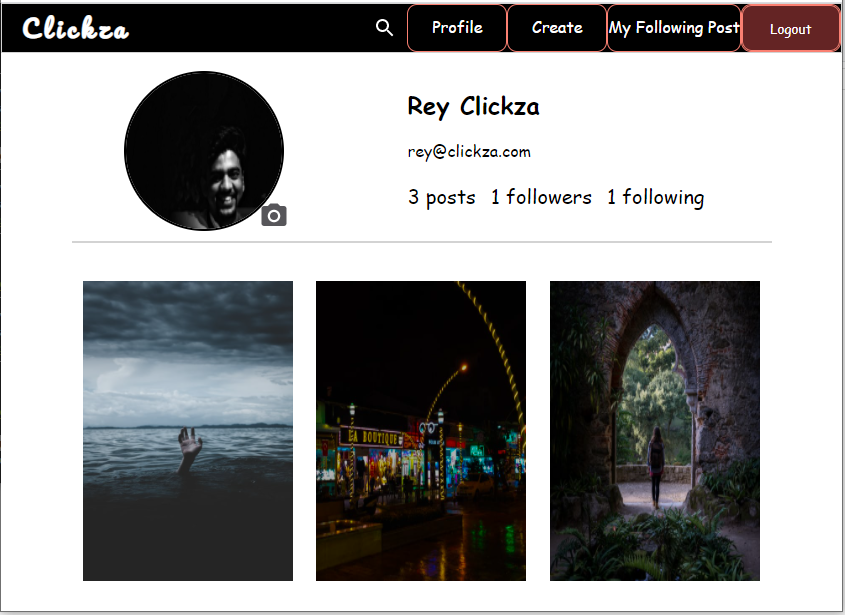 Clickza
Profile
Create
My Following Post
Logout
Rey Clickza
rey@clickza.com
3 posts 1 followers 1 following
EA BOUTIQUE